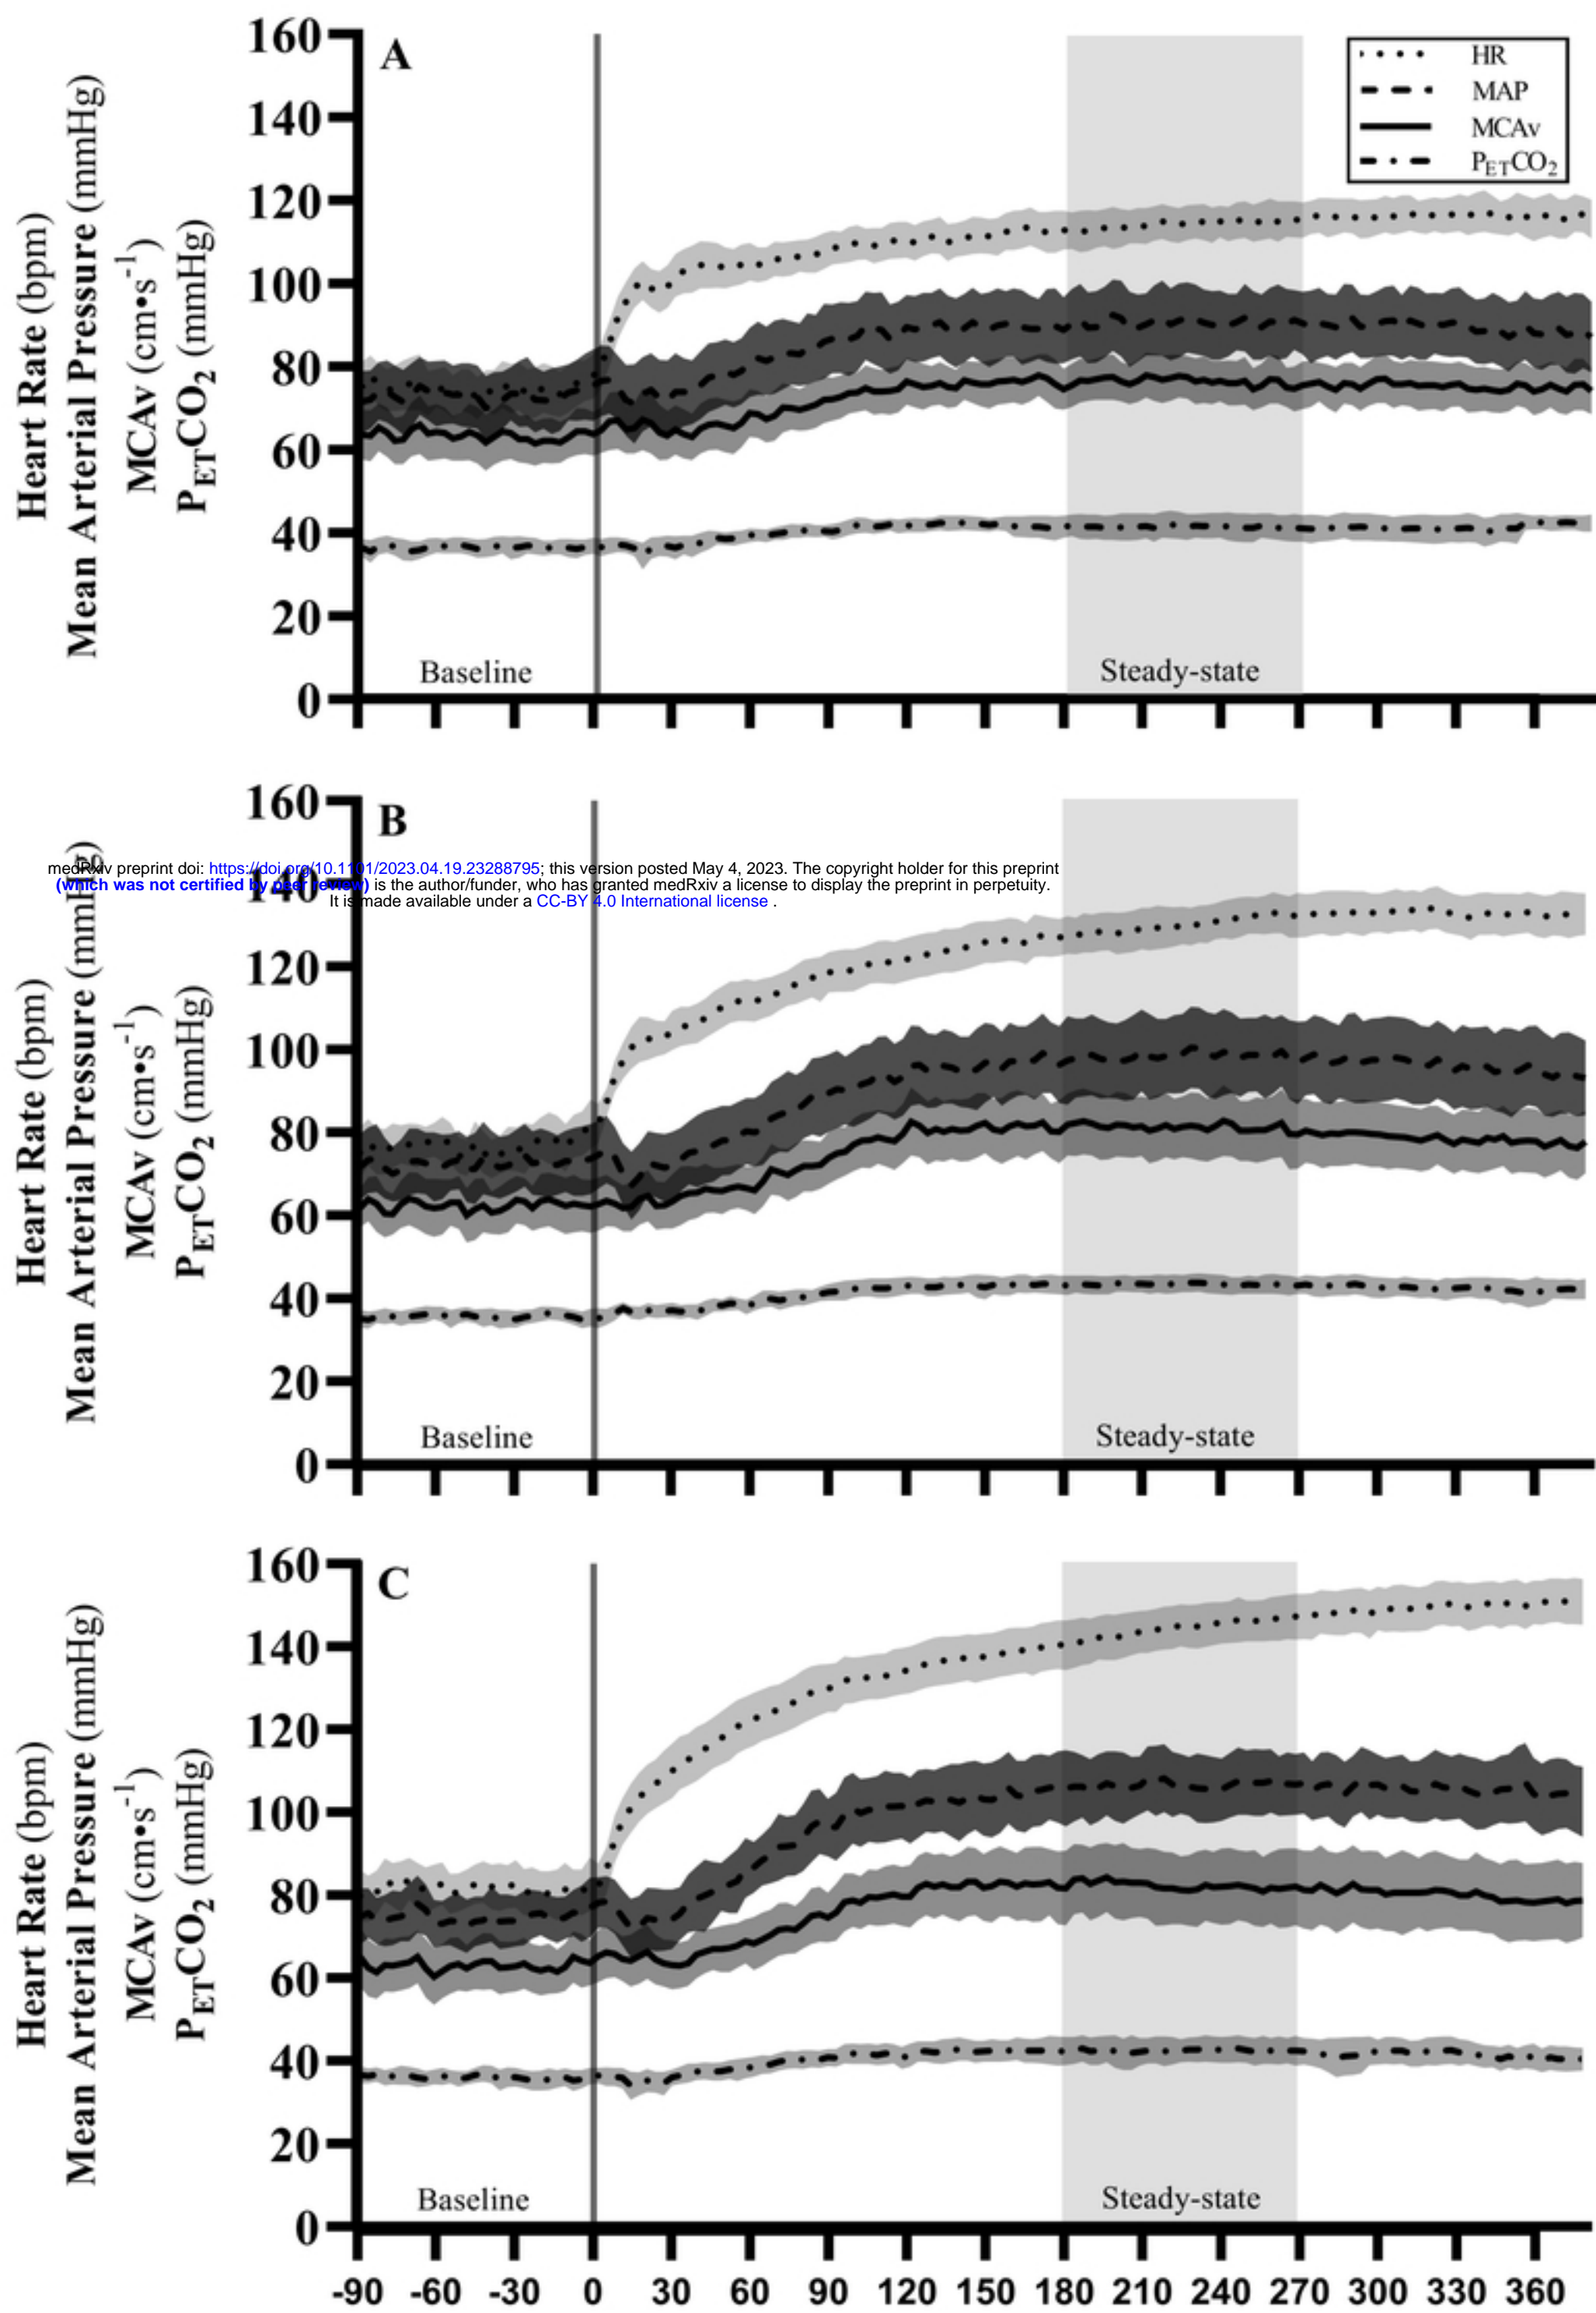 160
A
HR
MAP
MCAv
PETCO2
140
120
100
80
60
40
20
0
Heart Rate (bpm)
Mean Arterial Pressure (mmHg)
MCAv (cm•s-1)
PETCO2 (mmHg)
Baseline
Steady-state
160
B
medRxiv preprint doi: https://doi.org/10.1101/2023.04.19.23288795; this version posted May 4, 2023. The copyright holder for this preprint
(which was not certified by peer review) is the author/funder, who has granted medRxiv a license to display the preprint in perpetuity.
It is made available under a CC-BY 4.0 International license .
140
120
100
80
60
40
20
0
Heart Rate (bpm)
Mean Arterial Pressure (mmHg)
MCAv (cm•s-1)
PETCO2 (mmHg)
Baseline
Steady-state
160
C
140
120
100
80
60
40
20
0
Heart Rate (bpm)
Mean Arterial Pressure (mmHg)
MCAv (cm•s-1)
PETCO2 (mmHg)
Baseline
Steady-state
-90 -60 -30 0 30 60 90 120 150 180 210 240 270 300 330 360